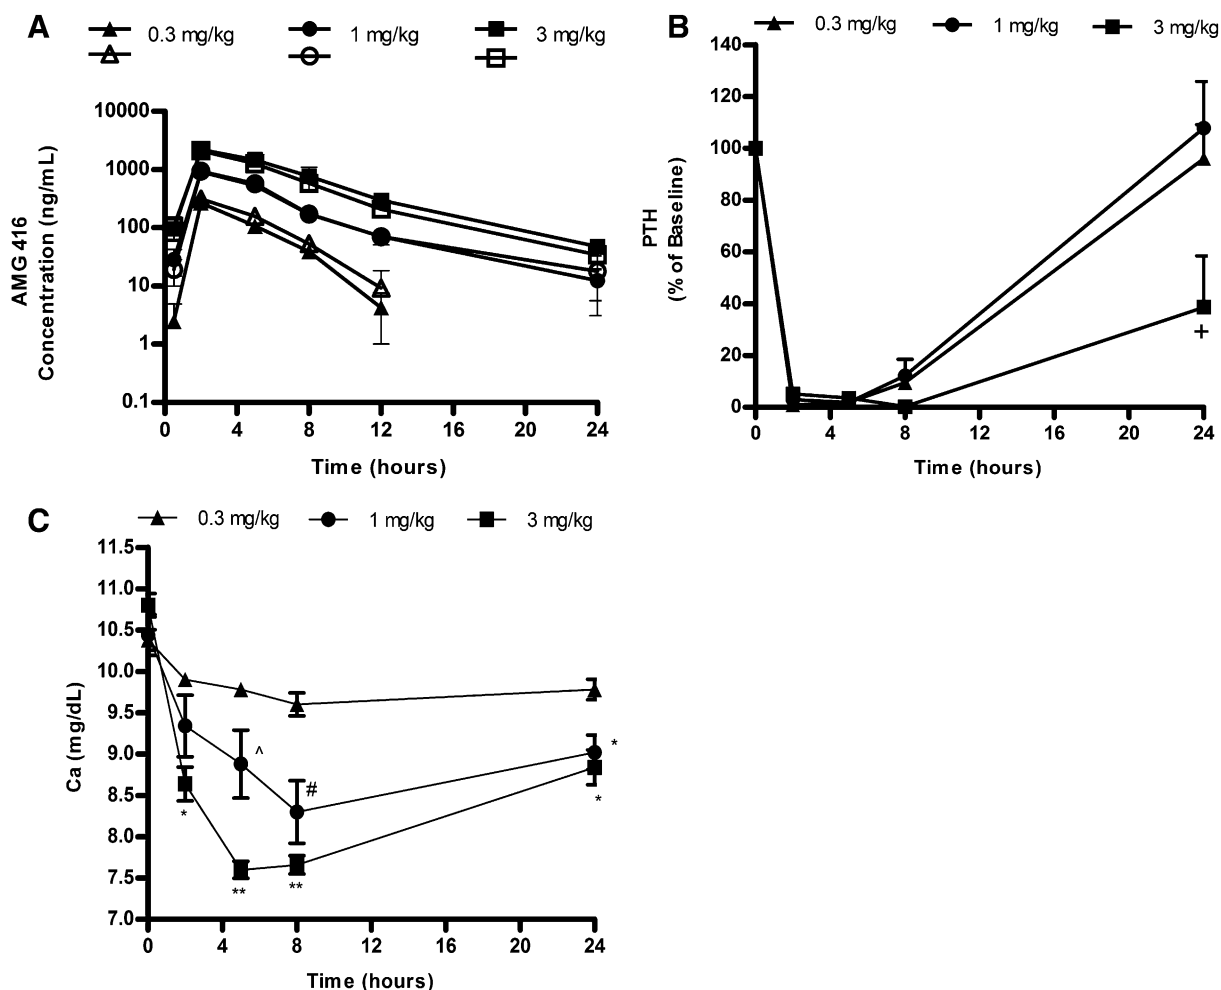 A
0.3 mg/kg 1 mg/kg 3 mg/kg
10000
1000
100
10
1
0.1
AMG 416
Concentration (ng/mL)
0 4 8 12 16 20 24
Time (hours)
B
0.3 mg/kg 1 mg/kg 3 mg/kg
140
120
100
80
60
40
20
0
PTH
(% of Baseline)
+
0 4 8 12 16 20 24
Time (hours)
C
0.3 mg/kg 1 mg/kg 3 mg/kg
11.5
11.0
10.5
10.0
9.5
9.0
8.5
8.0
7.5
7.0
Ca (mg/dL)
*
^
#
*
*
** **
0 4 8 12 16 20 24
Time (hours)